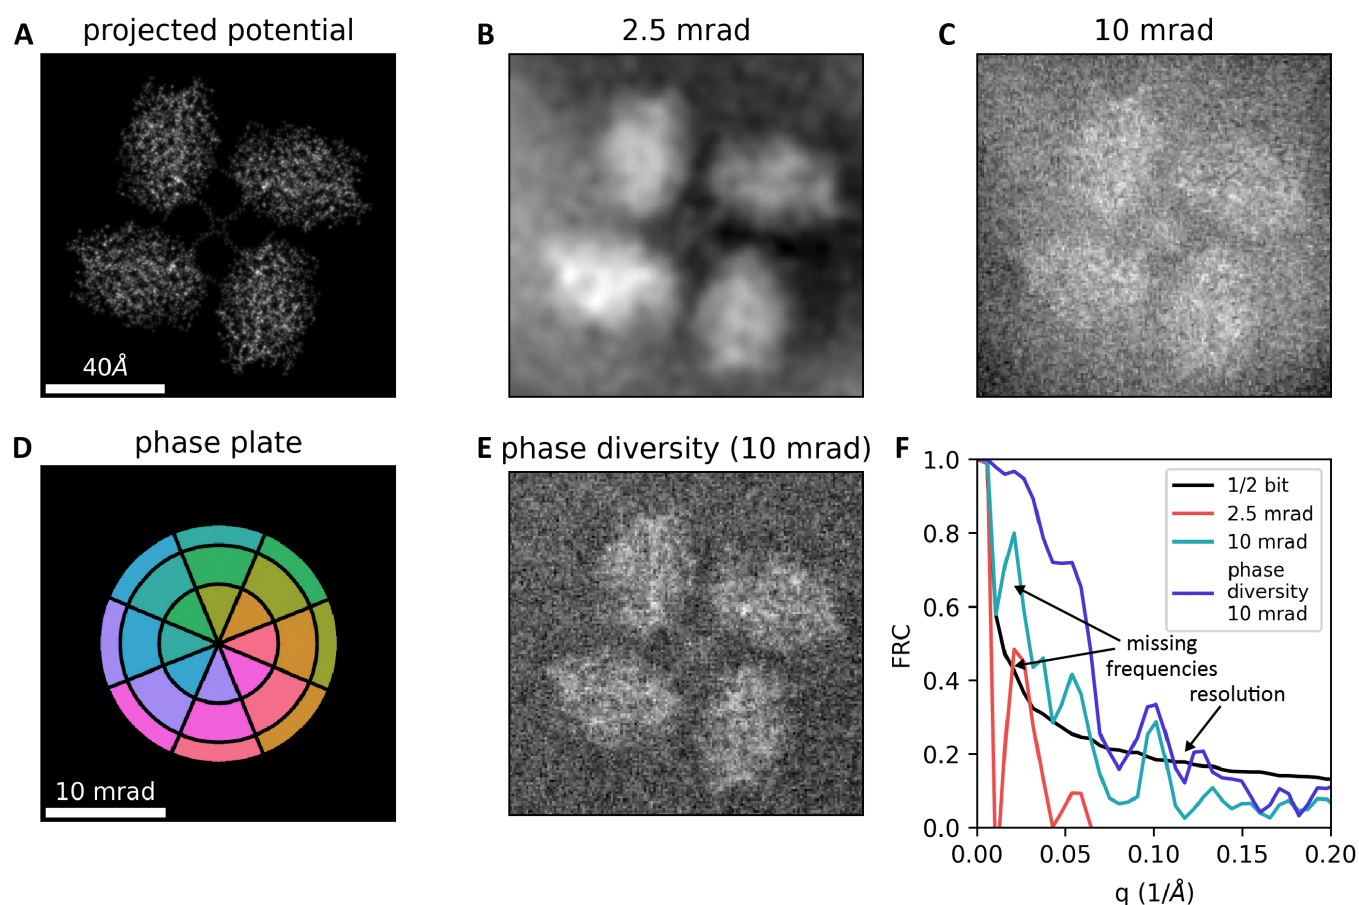 A projected potential
B 2.5 mrad
C 10 mrad
40Å
D phase plate
10 mrad
E phase diversity (10 mrad)
F
FRC
1.0
0.8
0.6
0.4
0.2
0.0
1/2 bit
2.5 mrad
10 mrad
phase
diversity
10 mrad
missing
frequencies
resolution
0.00 0.05 0.10 0.15 0.20
q (1/Å)